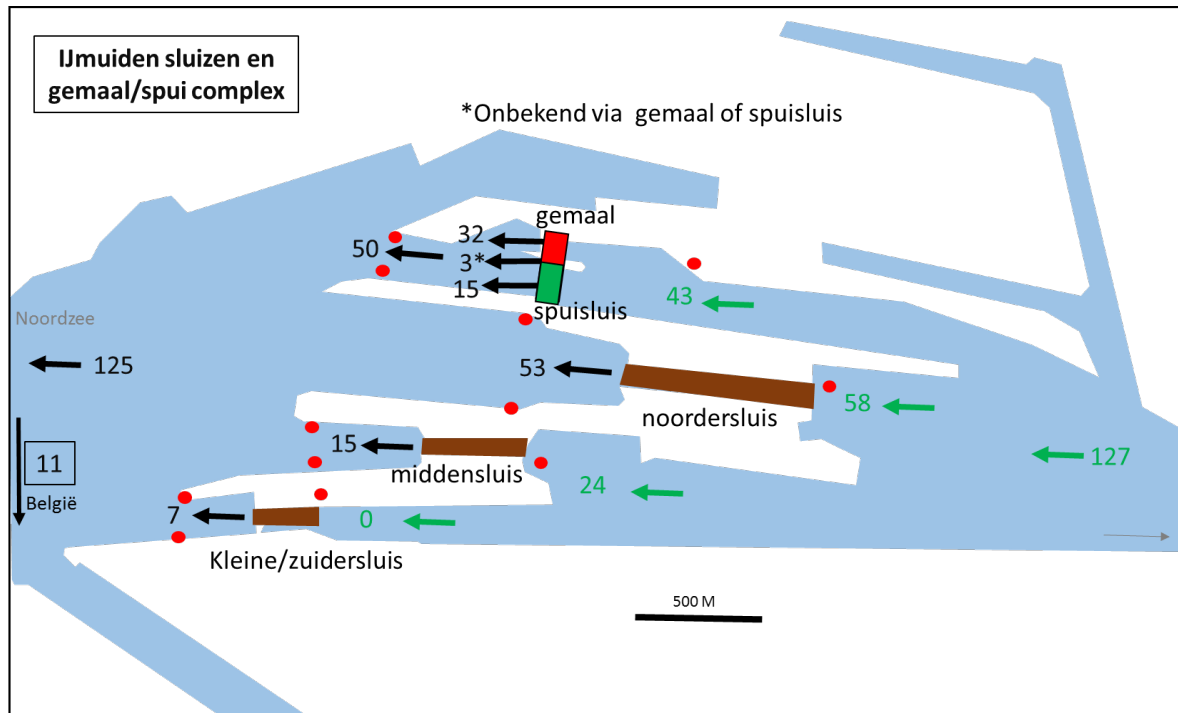 IJmuiden sluizen en
gemaal/spui complex
*Onbekend via gemaal of spuisluis
gemaal
32
50
3*
15
43
spuisluis
Noordzee
125
53
58
noordersluis
15
127
11
middensluis
24
België
7
0
Kleine/zuidersluis
500 M